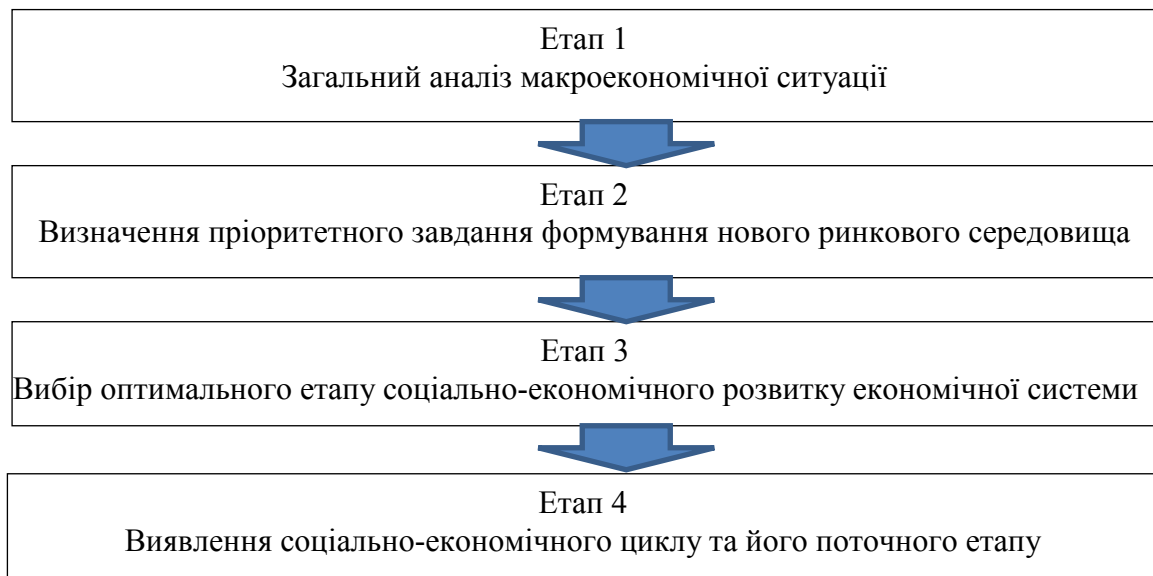 Етап 1
Загальний аналіз макроекономічної ситуації
Етап 2
Визначення пріоритетного завдання формування нового ринкового середовища
Етап 3
Вибір оптимального етапу соціально-економічного розвитку економічної системи
Етап 4
Виявлення соціально-економічного циклу та його поточного етапу